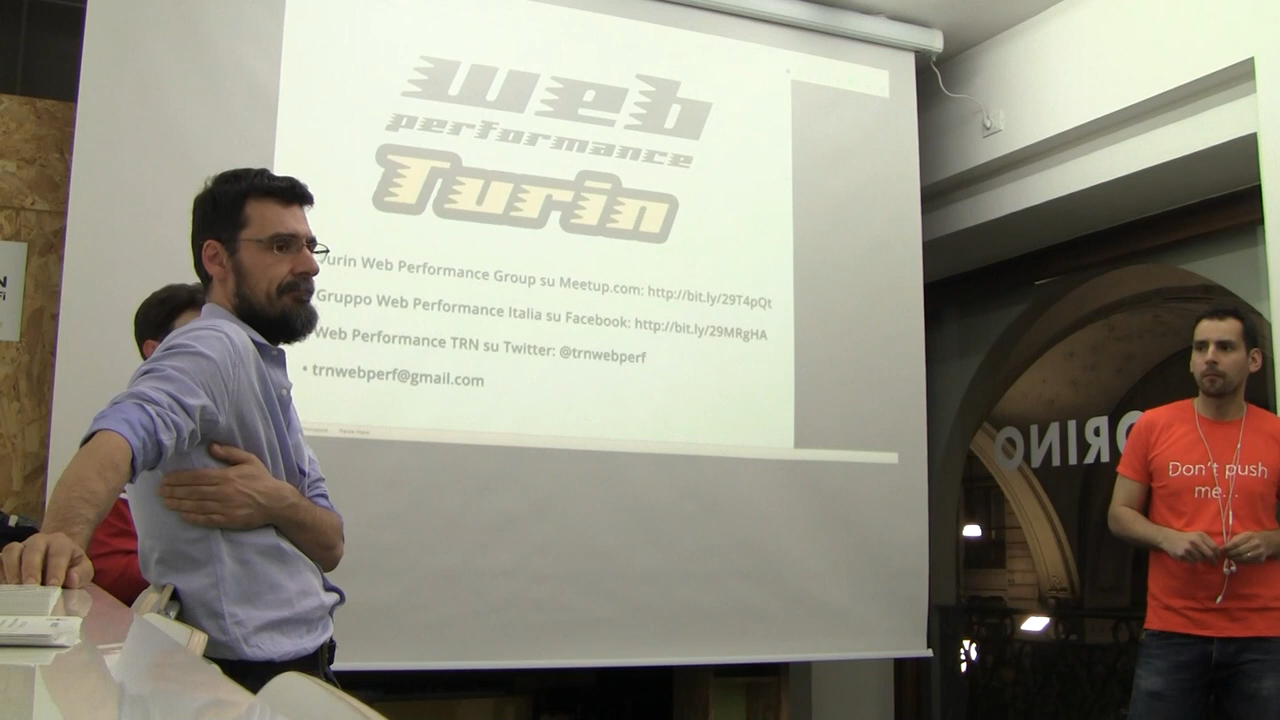 web
performance
Turin
Turin Web Performance Group su Meetup.com: http://bit.ly/29T4pQt
Gruppo Web Performance Italia su Facebook: http://bit.ly/29MRgHA
Web Performance TRN su Twitter: @trnwebperf
• trnwebperf@gmail.com
Don't push
me...
ORINO
N
Fi